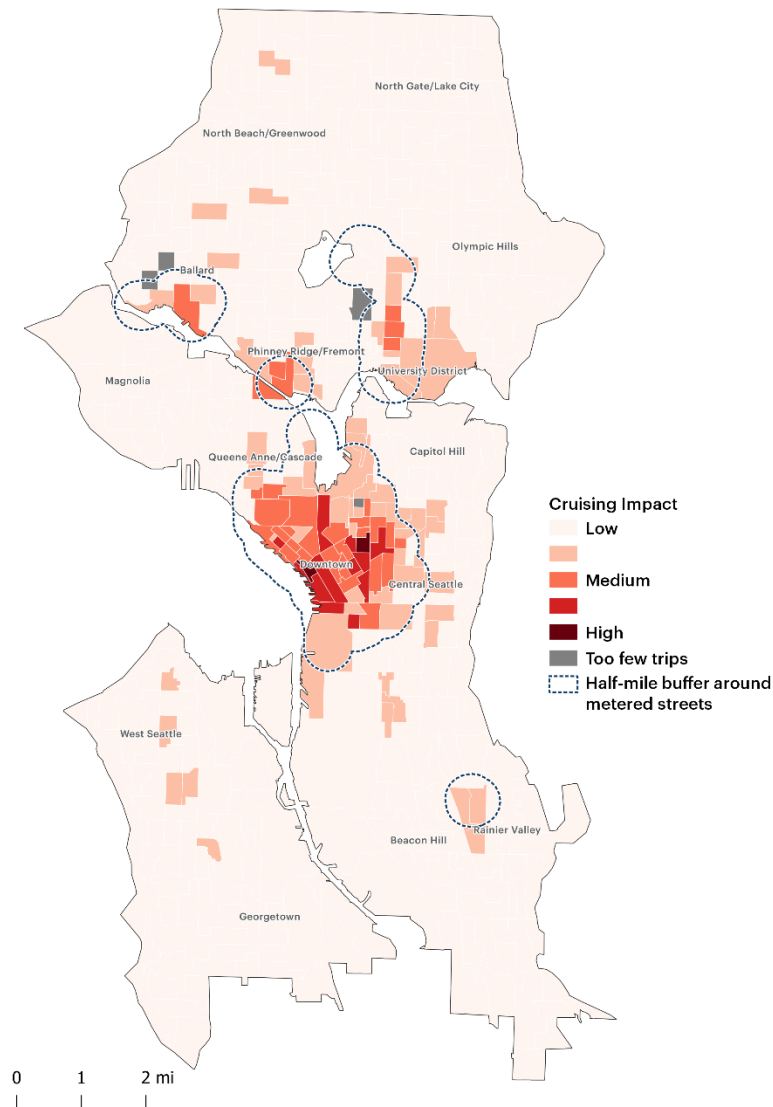 North Gate/Lake City
North Beach/Greenwood
Olympic Hills
Ballard
Phinney Ridge/Fremont
University District
Magnolia
Queene Anne/Cascade
Capitol Hill
Cruising Impact
Low
Medium
High
Too few trips
Half-mile buffer around
metered streets
Downtown
Central Seattle
West Seattle
Rainier Valley
Beacon Hill
Georgetown
0 1 2 mi